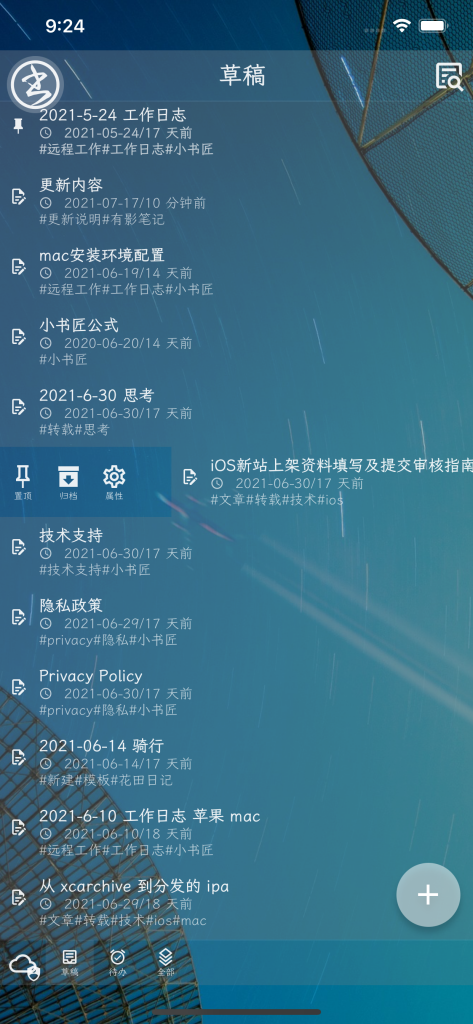 9:24
草稿
2021-5-24 工作日志
2021-05-24/17 天前
#远程工作#工作日志#小书匠
更新内容
2021-07-17/10 分钟前
#更新说明#有影笔记
mac安装环境配置
2021-06-19/14 天前
#远程工作#工作日志#小书匠
小书匠公式
2020-06-20/14 天前
#小书匠
2021-6-30 思考
2021-06-30/17 天前
#转载#思考
置顶
归档
属性
iOS新站上架资料填写及提交审核指南
2021-06-30/17 天前
#文章#转载#技术#ios
技术支持
2021-06-30/17 天前
#技术支持#小书匠
隐私政策
2021-06-29/17 天前
#privacy#隐私#小书匠
Privacy Policy
2021-06-30/17 天前
#privacy#隐私#小书匠
2021-06-14 骑行
2021-06-14/17 天前
#新建#模板#花田日记
2021-6-10 工作日志 苹果 mac
2021-06-10/18 天前
#远程工作#工作日志#小书匠
从 xcarchive 到分发的 ipa
2021-06-29/18 天前
#文章#转载#技术#ios#mac
草稿
待办
全部